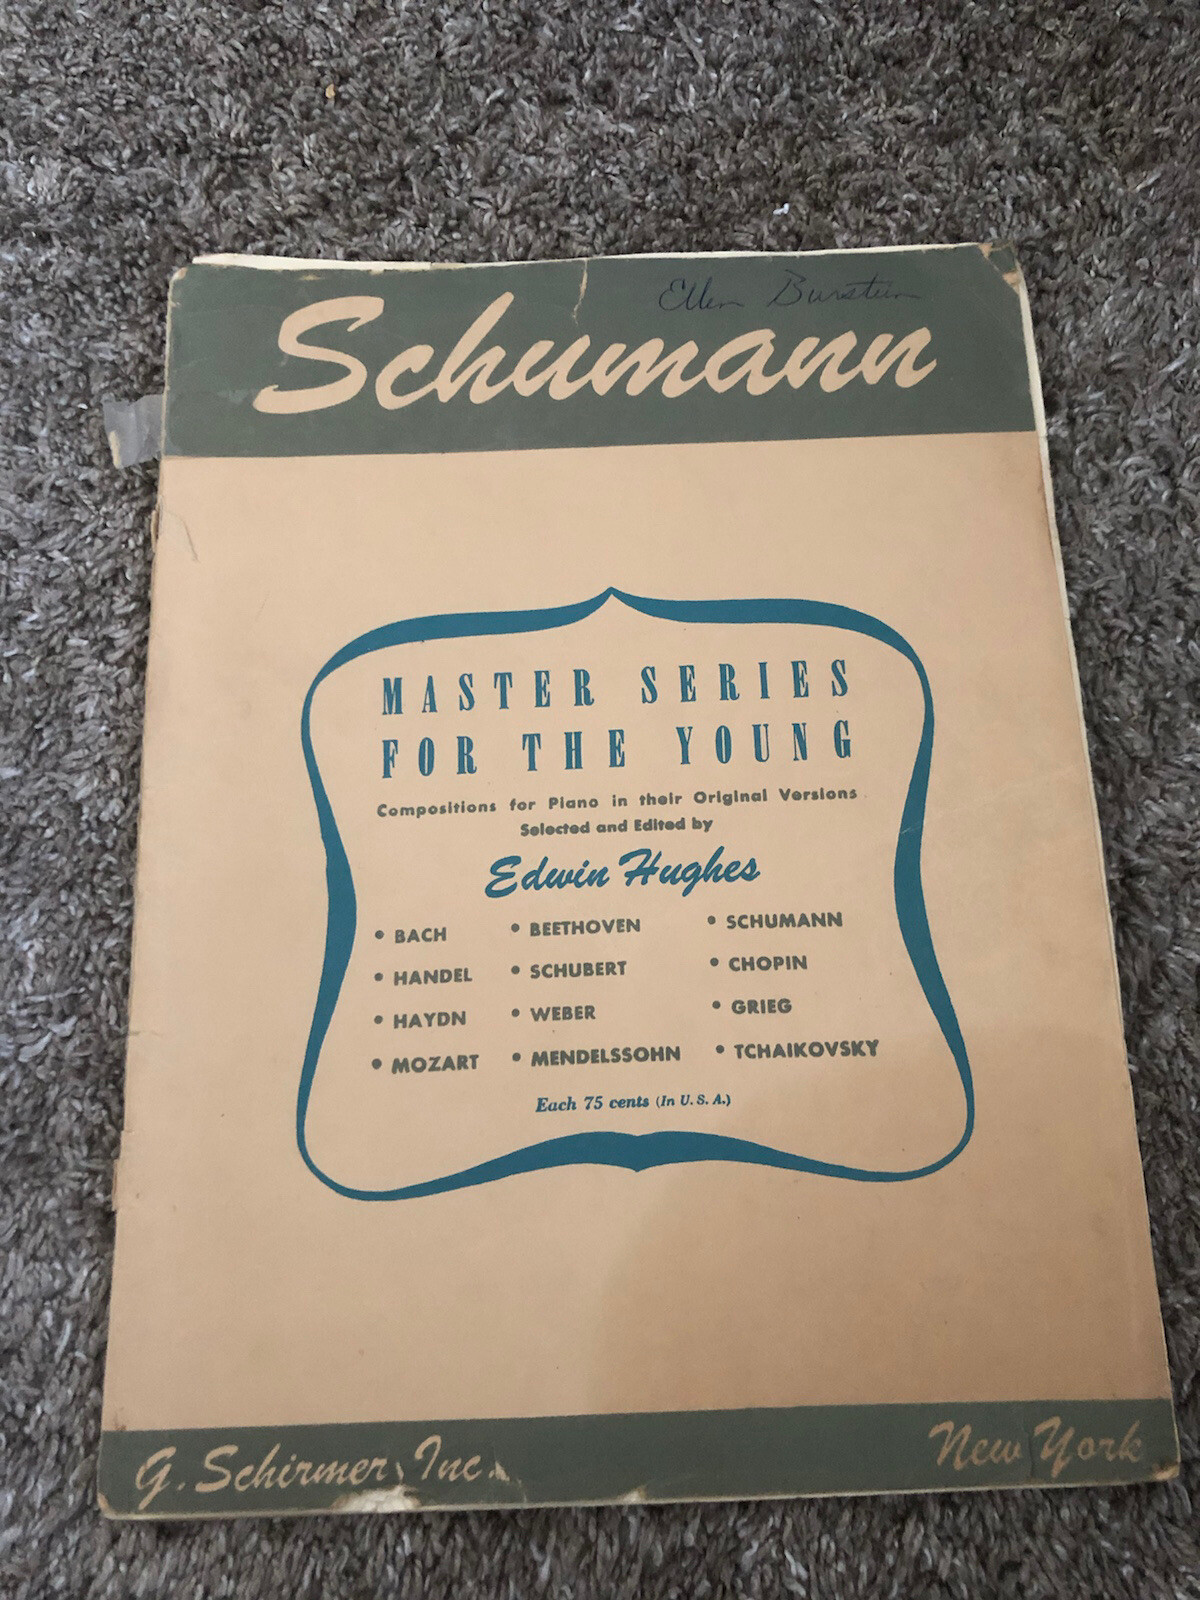 Ellen Burstein
Schumann
MASTER SERIES
FOR THE YOUNG
Compositions for Piano in their Original Versions
Selected and Edited by
Edwin Hughes
• BACH • BEETHOVEN • SCHUMANN
• HANDEL • SCHUBERT • CHOPIN
• HAYDN • WEBER • GRIEG
• MOZART • MENDELSSOHN • TCHAIKOVSKY
Each 75 cents (In U. S. A.)
G. Schirmer, Inc. New York